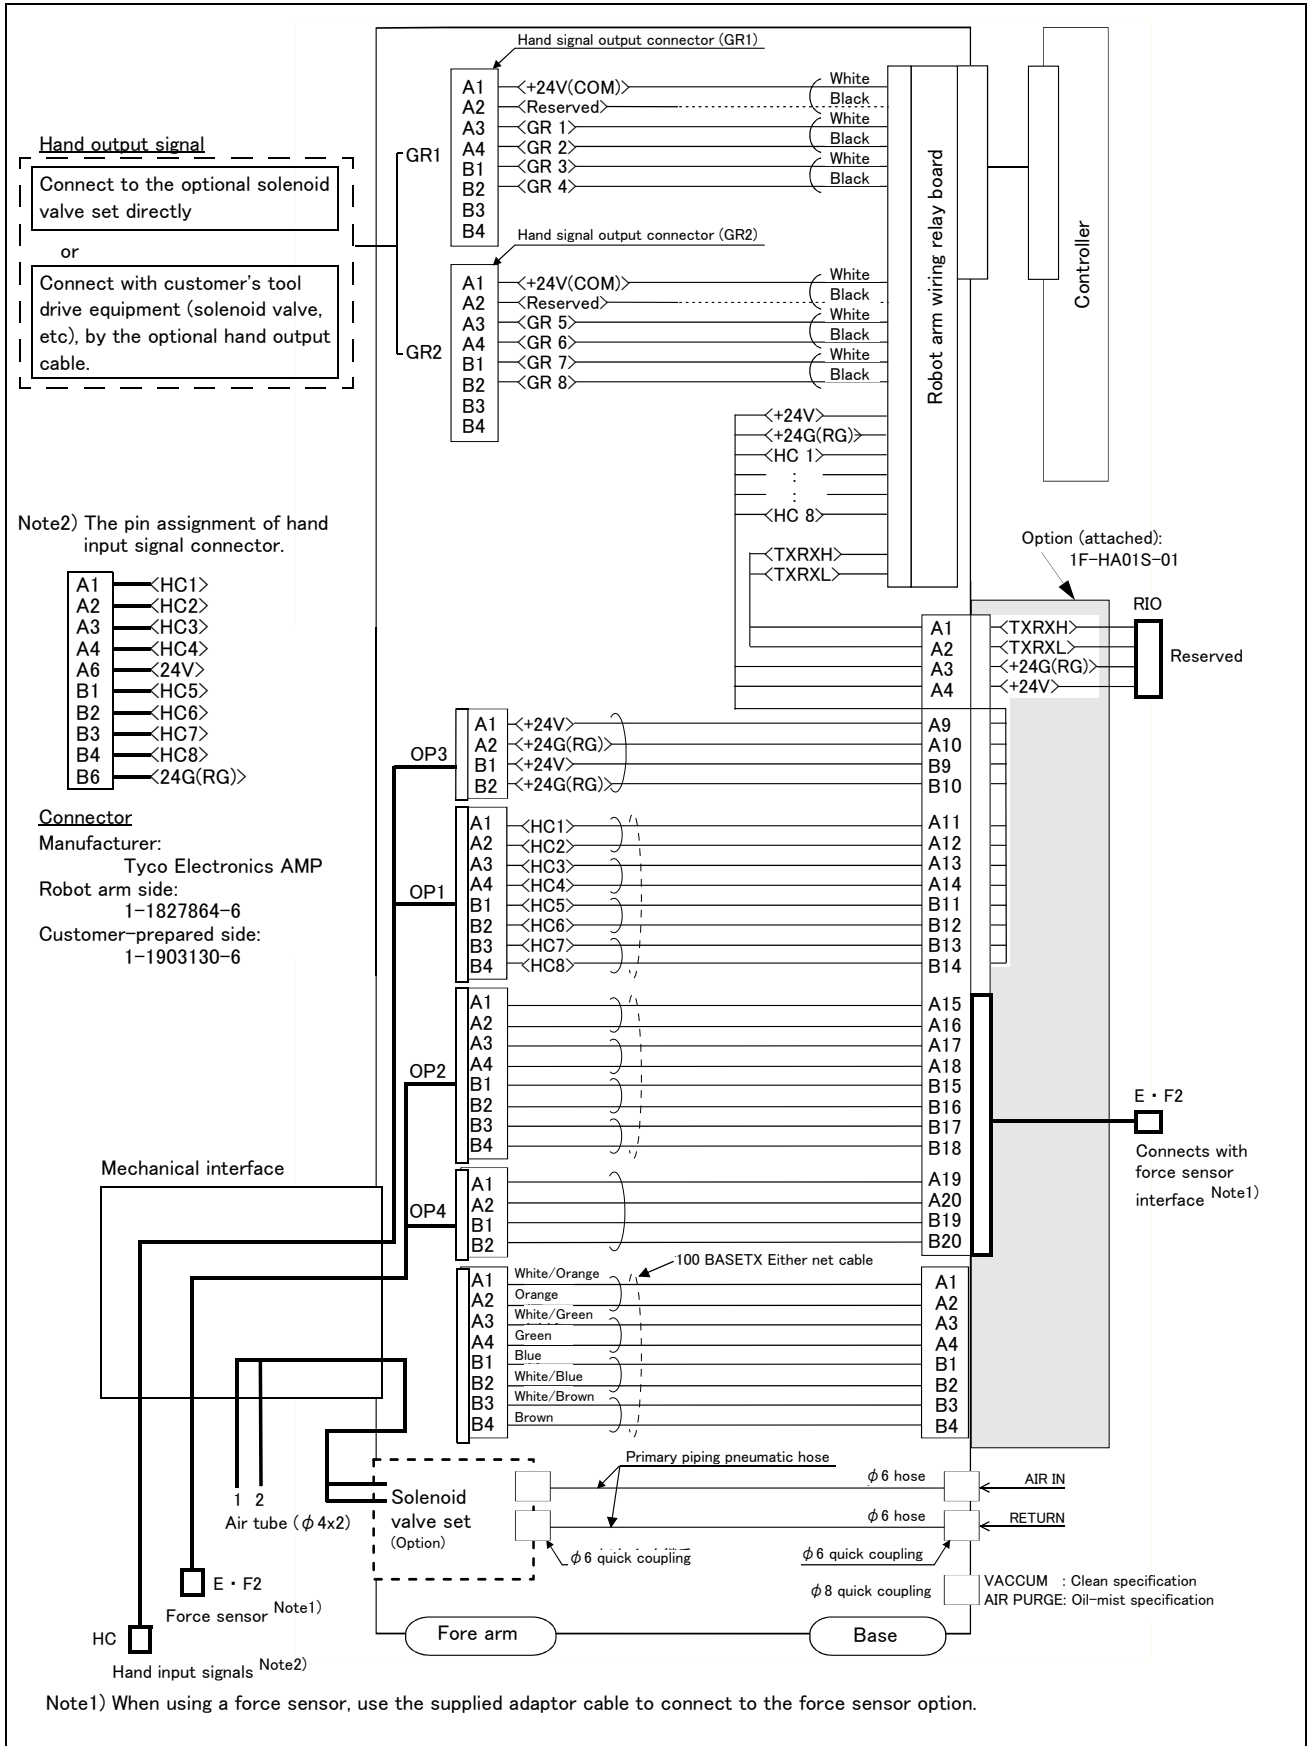 Hand signal output connector (GR1)
A1 <+24V(COM)> White
A2 <Reserved> Black
A3 <GR 1> White
A4 <GR 2> Black
B1 <GR 3> White
B2 <GR 4> Black
B3
B4
GR1
Hand output signal
Connect to the optional solenoid
valve set directly
or
Connect with customer's tool
drive equipment (solenoid valve,
etc), by the optional hand output
cable.
Hand signal output connector (GR2)
A1 <+24V(COM)> White
A2 <Reserved> Black
A3 <GR 5> White
A4 <GR 6> Black
B1 <GR 7> White
B2 <GR 8> Black
B3
B4
GR2
Robot arm wiring relay board
Controller
<+24V>
<+24G(RG)>
<HC 1>
:
:
<HC 8>
<TXRXH>
<TXRXL>
Note2) The pin assignment of hand
input signal connector.
A1 <HC1>
A2 <HC2>
A3 <HC3>
A4 <HC4>
A6 <24V>
B1 <HC5>
B2 <HC6>
B3 <HC7>
B4 <HC8>
B6 <24G(RG)>
Connector
Manufacturer:
Tyco Electronics AMP
Robot arm side:
1-1827864-6
Customer-prepared side:
1-1903130-6
Option (attached):
1F-HA01S-01
RIO
A1 <TXRXH>
A2 <TXRXL>
A3 <+24G(RG)>
A4 <+24V>
Reserved
OP3
A1 <+24V> A9
A2 <+24G(RG)> A10
B1 <+24V> B9
B2 <+24G(RG)> B10
OP1
A1 <HC1> A11
A2 <HC2> A12
A3 <HC3> A13
A4 <HC4> A14
B1 <HC5> B11
B2 <HC6> B12
B3 <HC7> B13
B4 <HC8> B14
OP2
A1 A15
A2 A16
A3 A17
A4 A18
B1 B15
B2 B16
B3 B17
B4 B18
E・F2
Connects with
force sensor
interface Note1)
Mechanical interface
OP4
A1 A19
A2 A20
B1 B19
B2 B20
100 BASETX Either net cable
A1 White/Orange A1
A2 Orange A2
A3 White/Green A3
A4 Green A4
B1 Blue B1
B2 White/Blue B2
B3 White/Brown B3
B4 Brown B4
Primary piping pneumatic hose
φ6 hose
AIR IN
φ6 hose
RETURN
1 2
Air tube (φ4x2)
Solenoid
valve set
(Option)
φ6 quick coupling
φ6 quick coupling
φ8 quick coupling
VACCUM : Clean specification
AIR PURGE: Oil-mist specification
E・F2
Force sensor Note1)
HC
Hand input signals Note2)
Fore arm
Base
Note1) When using a force sensor, use the supplied adaptor cable to connect to the force sensor option.